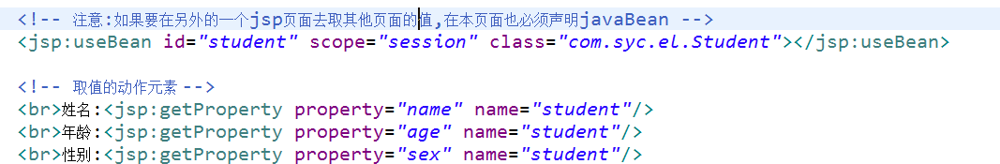 <!-- 注意:如果要在另外的一个jsp页面去取其他页面的值,在本页面也必须声明javaBean -->
<jsp:useBean id="student" scope="session" class="com.syc.el.Student"></jsp:useBean>
<!-- 取值的动作元素 -->
<br>姓名:<jsp:getProperty property="name" name="student"/>
<br>年龄:<jsp:getProperty property="age" name="student"/>
<br>性别:<jsp:getProperty property="sex" name="student"/>